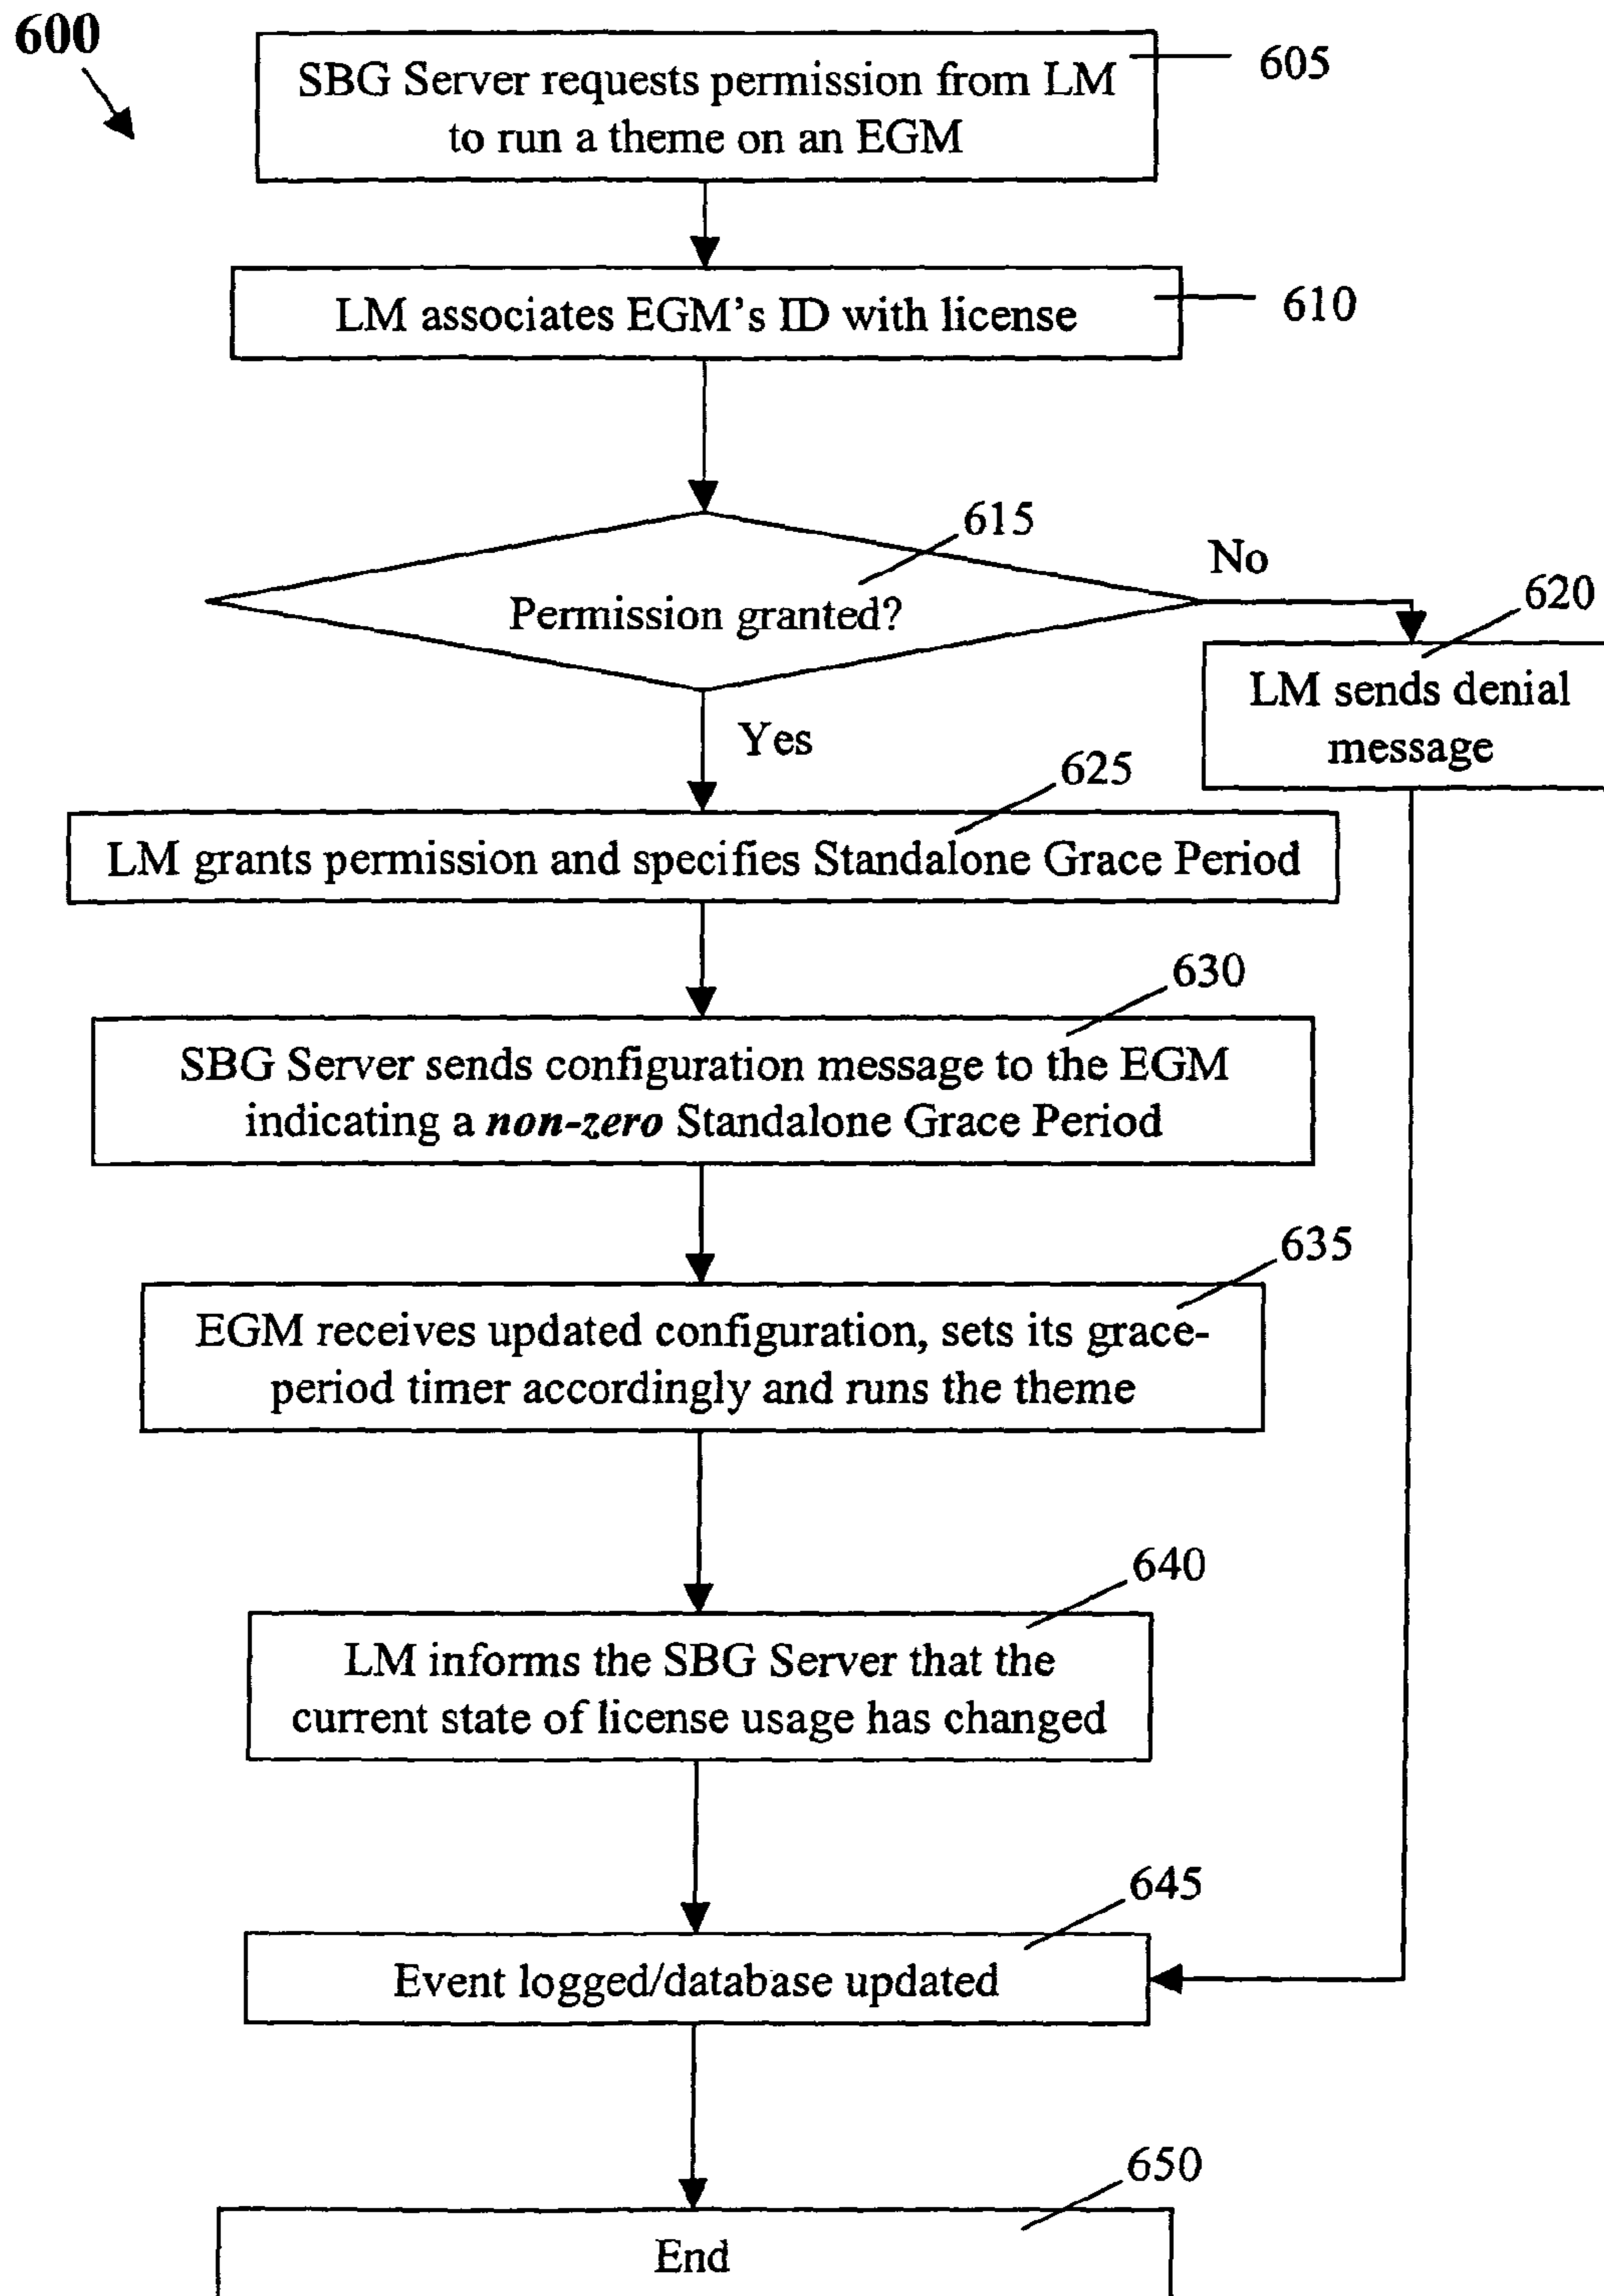 600
SBG Server requests permission from LM
to run a theme on an EGM
605
LM associates EGM's ID with license
610
615
Permission granted?
No
620
LM sends denial
message
Yes
625
LM grants permission and specifies Standalone Grace Period
630
SBG Server sends configuration message to the EGM
indicating a non-zero Standalone Grace Period
635
EGM receives updated configuration, sets its grace-
period timer accordingly and runs the theme
640
LM informs the SBG Server that the
current state of license usage has changed
645
Event logged/database updated
650
End